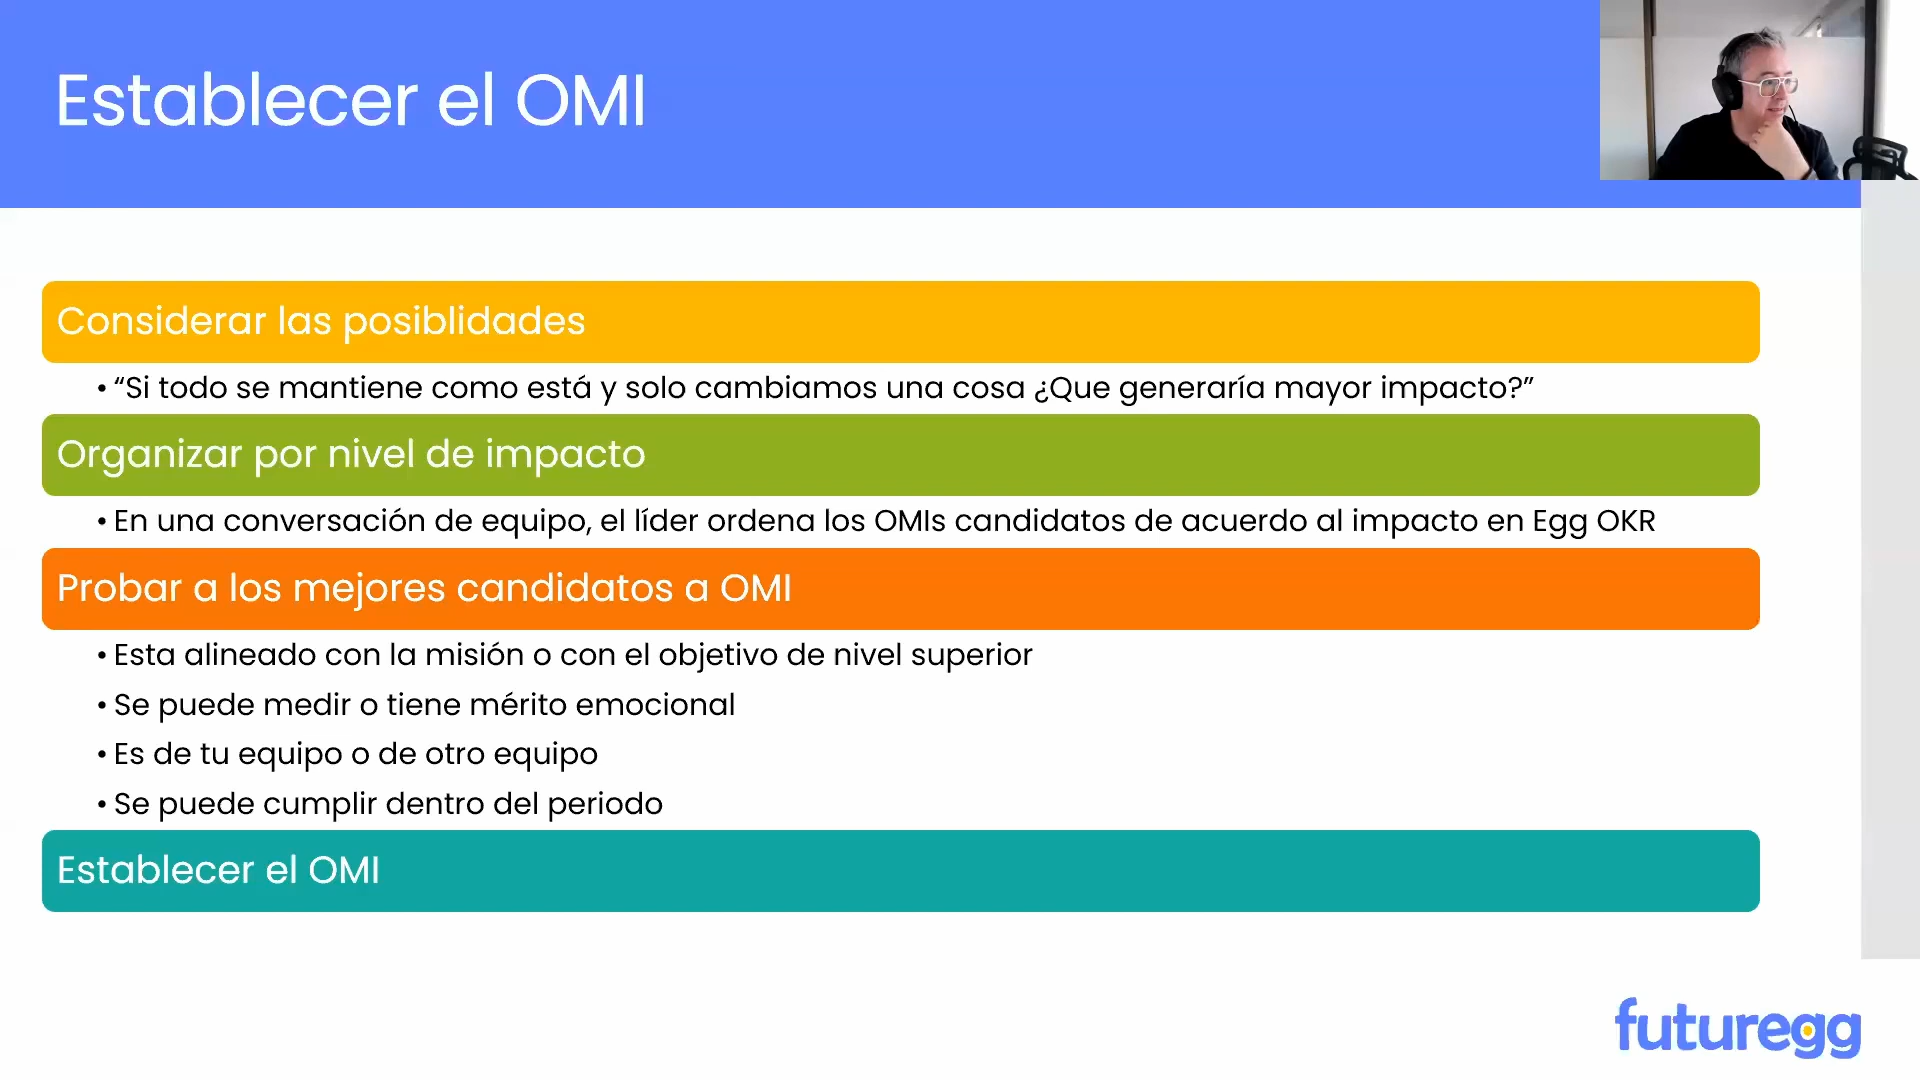 Establecer el OMI
Considerar las posiblidades
• “Si todo se mantiene como está y solo cambiamos una cosa ¿Que generaría mayor impacto?”
Organizar por nivel de impacto
• En una conversación de equipo, el líder ordena los OMIs candidatos de acuerdo al impacto en Egg OKR
Probar a los mejores candidatos a OMI
• Esta alineado con la misión o con el objetivo de nivel superior
• Se puede medir o tiene mérito emocional
• Es de tu equipo o de otro equipo
• Se puede cumplir dentro del periodo
Establecer el OMI
futuregg